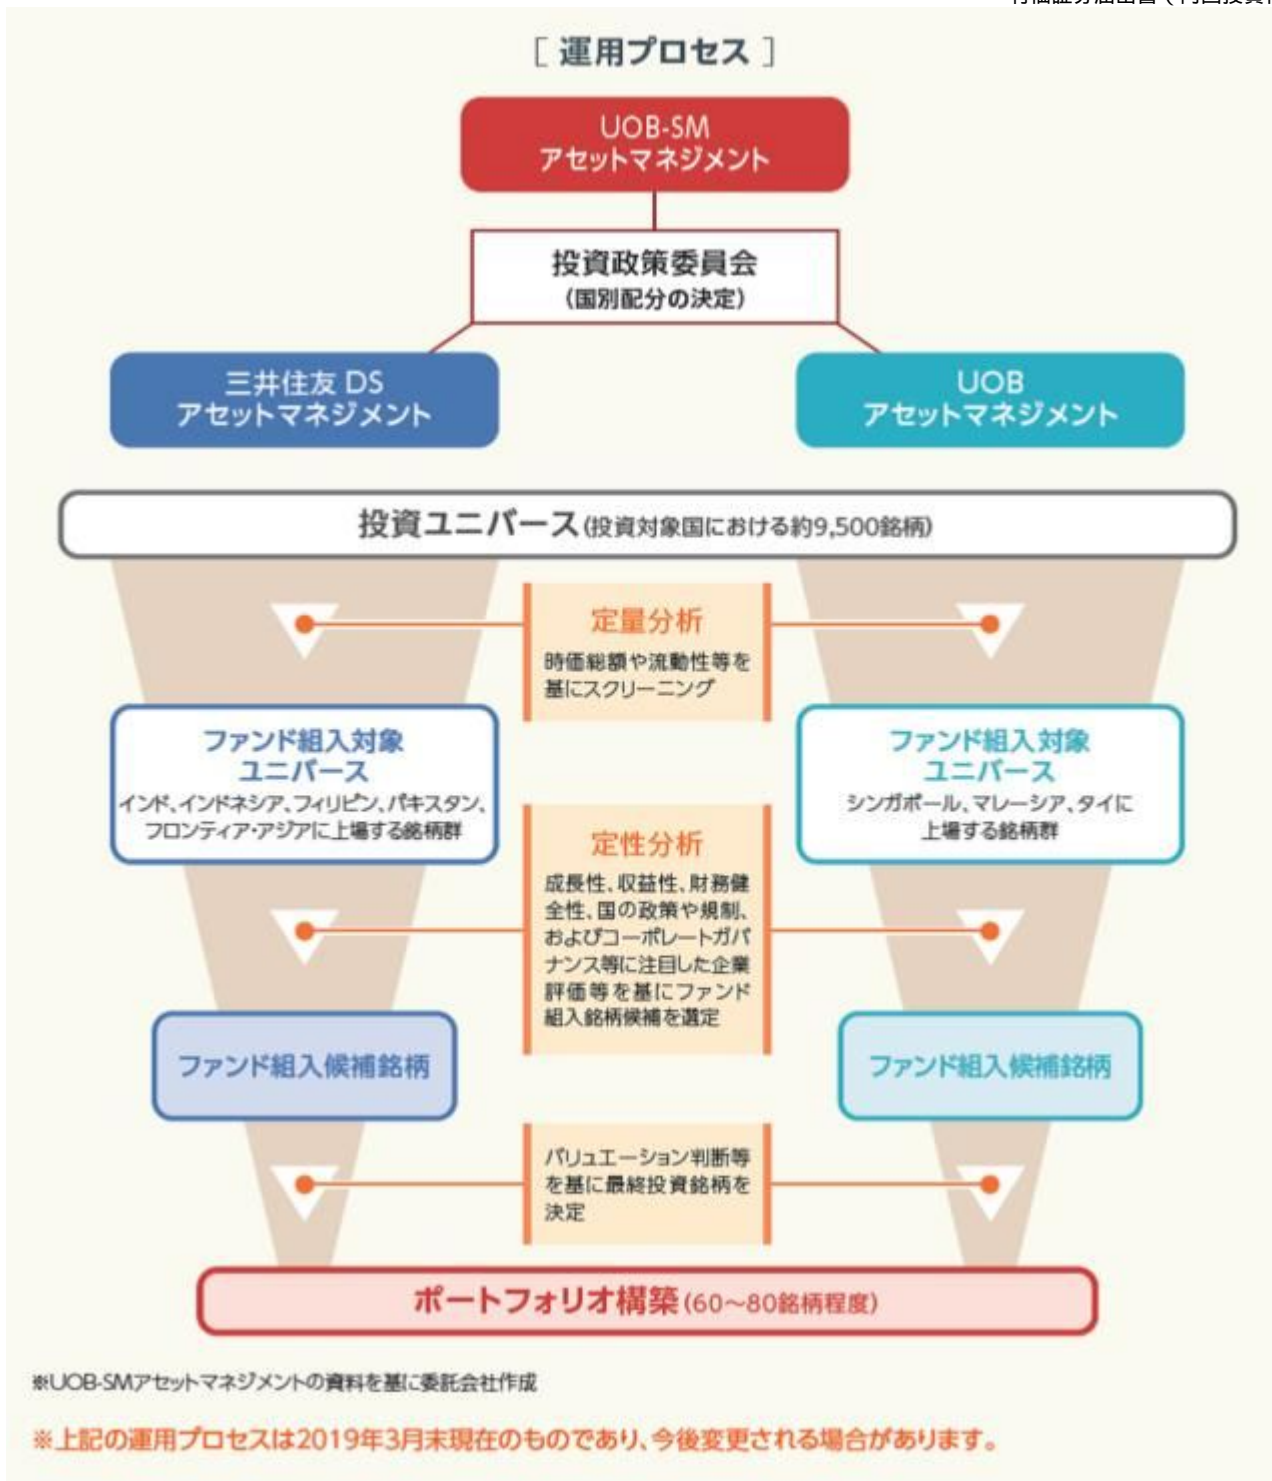 [ 運用プロセス ]
UOB-SM
アセットマネジメント
投資政策委員会
(国別配分の決定)
三井住友 DS
アセットマネジメント
UOB
アセットマネジメント
投資ユニバース(投資対象国における約9,500銘柄)
定量分析
時価総額や流動性等を
基にスクリーニング
ファンド組入対象
ユニバース
インド、インドネシア、フィリピン、パキスタン、
フロンティア・アジアに上場する銘柄群
ファンド組入対象
ユニバース
シンガポール、マレーシア、タイに
上場する銘柄群
定性分析
成長性、収益性、財務健
全性、国の政策や規制、
およびコーポレートガバ
ナンス等に注目した企業
評価等を基にファンド
組入銘柄候補を選定
ファンド組入候補銘柄
ファンド組入候補銘柄
バリュエーション判断等
を基に最終投資銘柄を
決定
ポートフォリオ構築(60～80銘柄程度)
※UOB-SMアセットマネジメントの資料を基に委託会社作成
※上記の運用プロセスは2019年3月末現在のものであり、今後変更される場合があります。